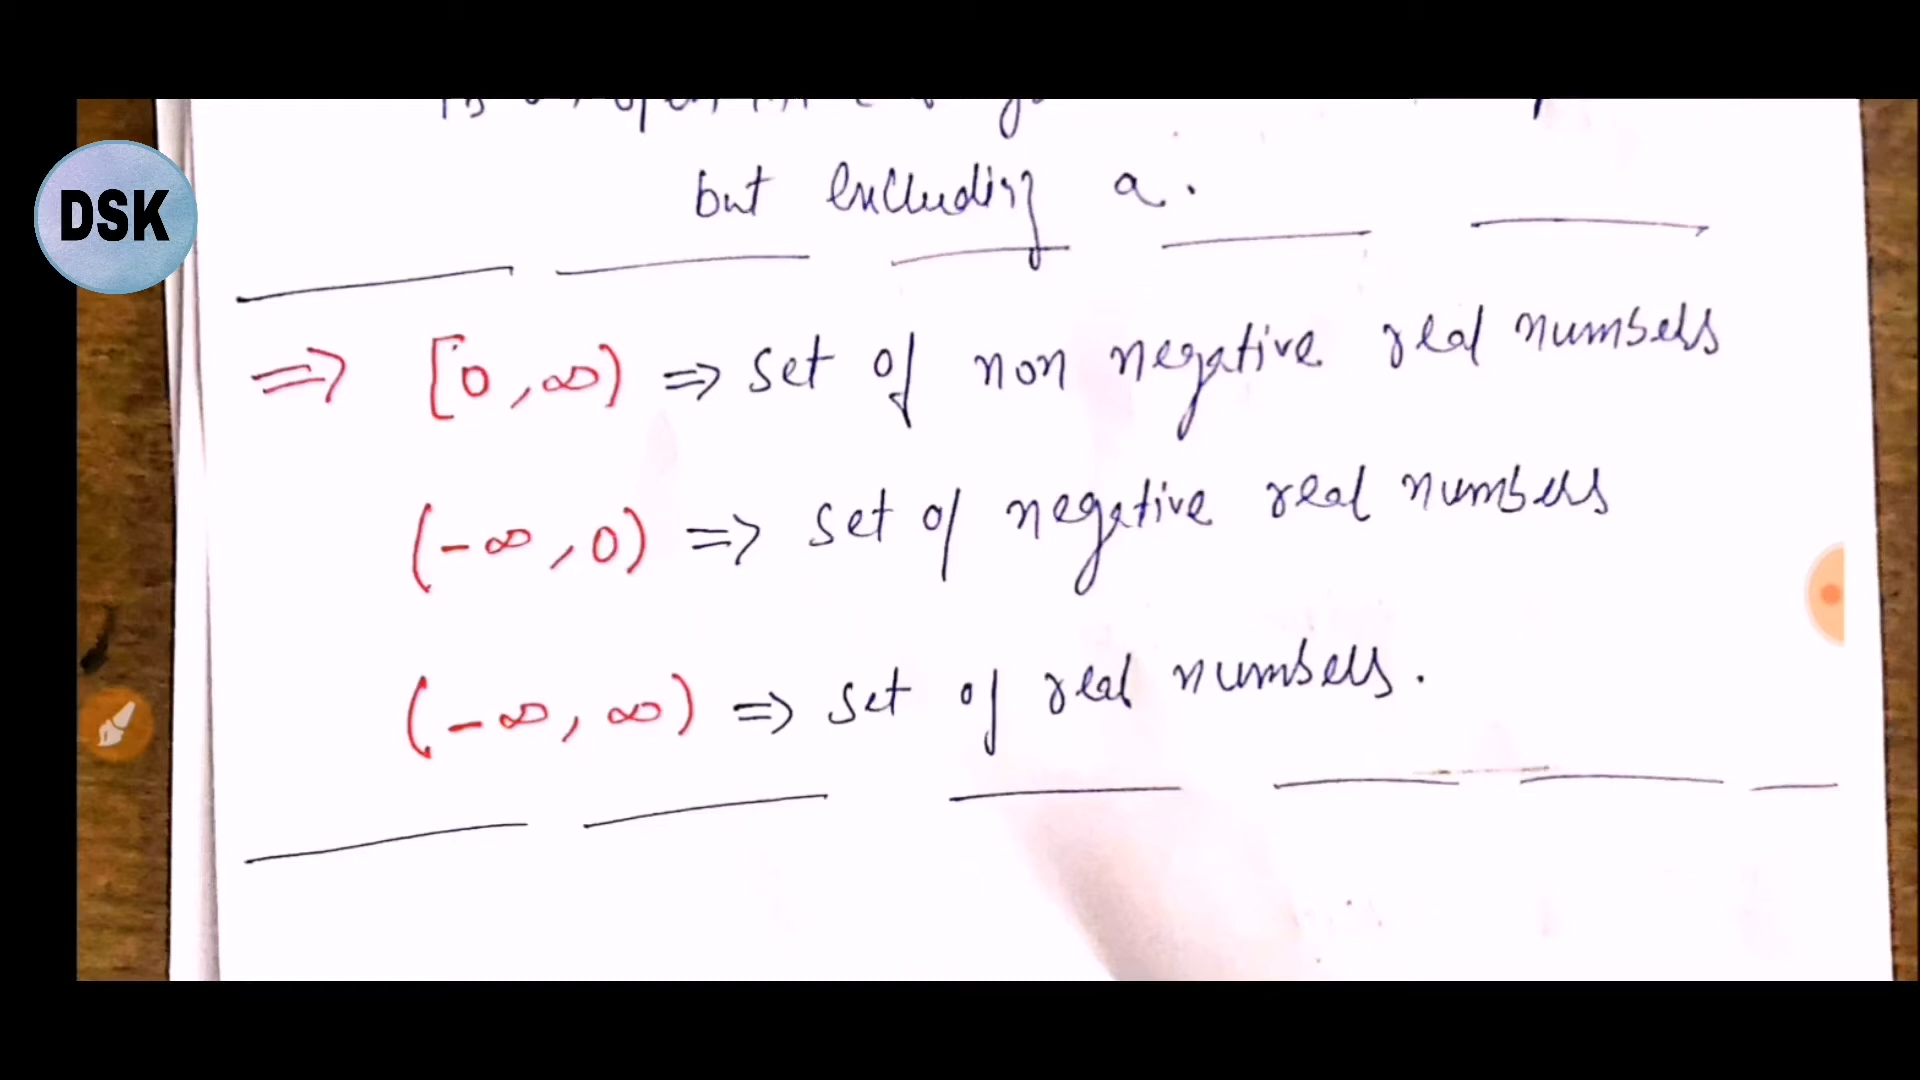 but excluding a.
DSK
⇒ [0, ∞) ⇒ set of non negative real numbers
(-∞, 0) ⇒ set of negative real numbers
(-∞, ∞) ⇒ set of real numbers.